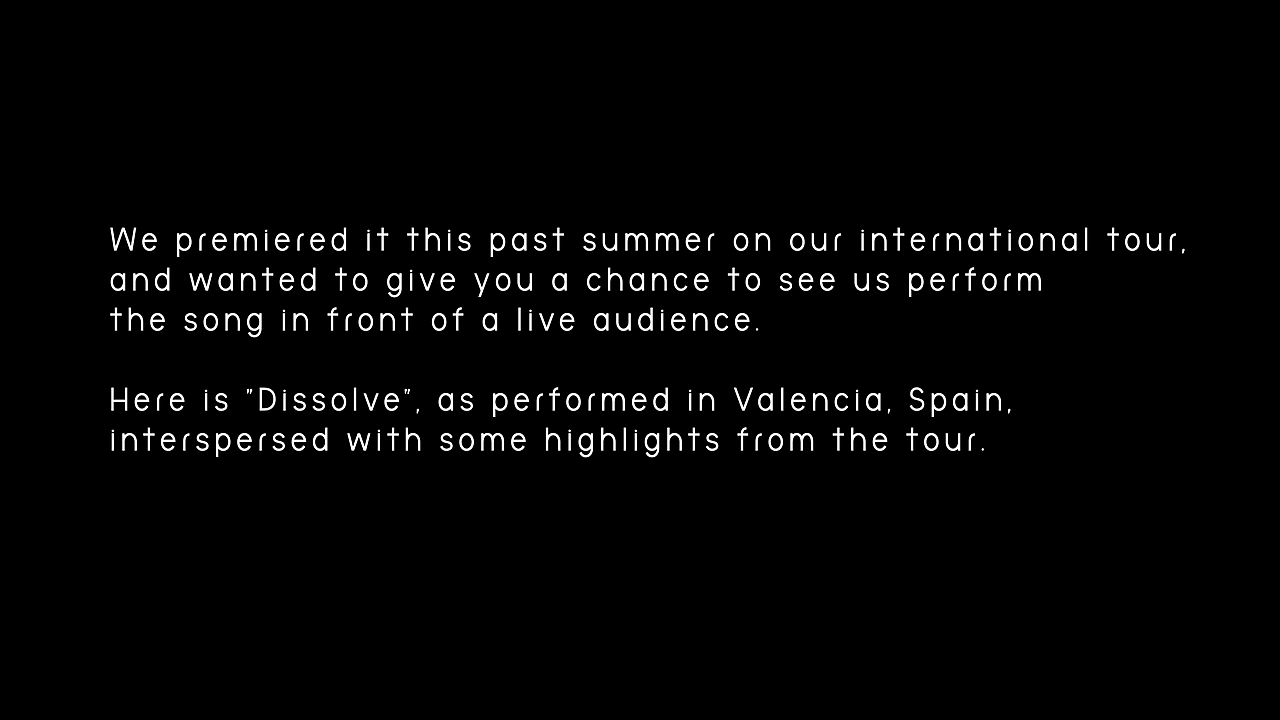 We premiered it this past summer on our international tour,
and wanted to give you a chance to see us perform
the song in front of a live audience.
Here is "Dissolve", as performed in Valencia, Spain,
interspersed with some highlights from the tour.